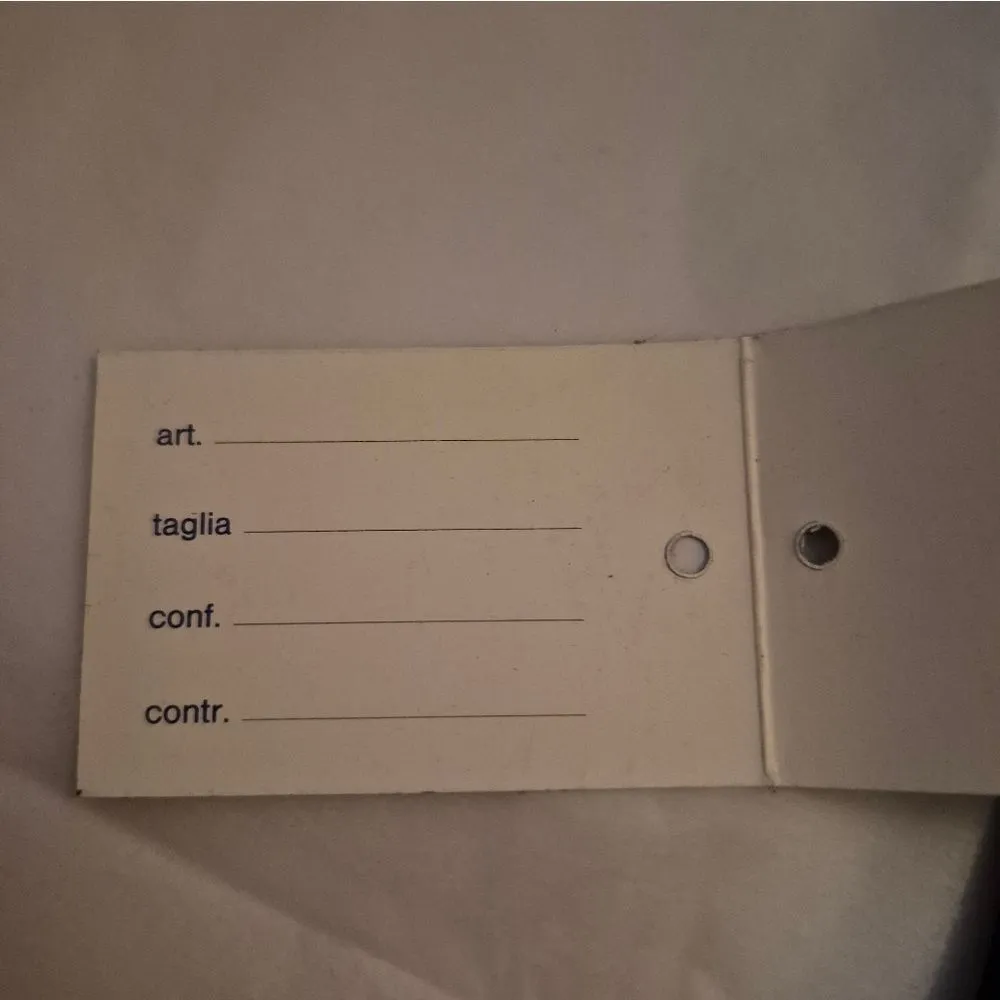 art.
taglia
conf.
contr.